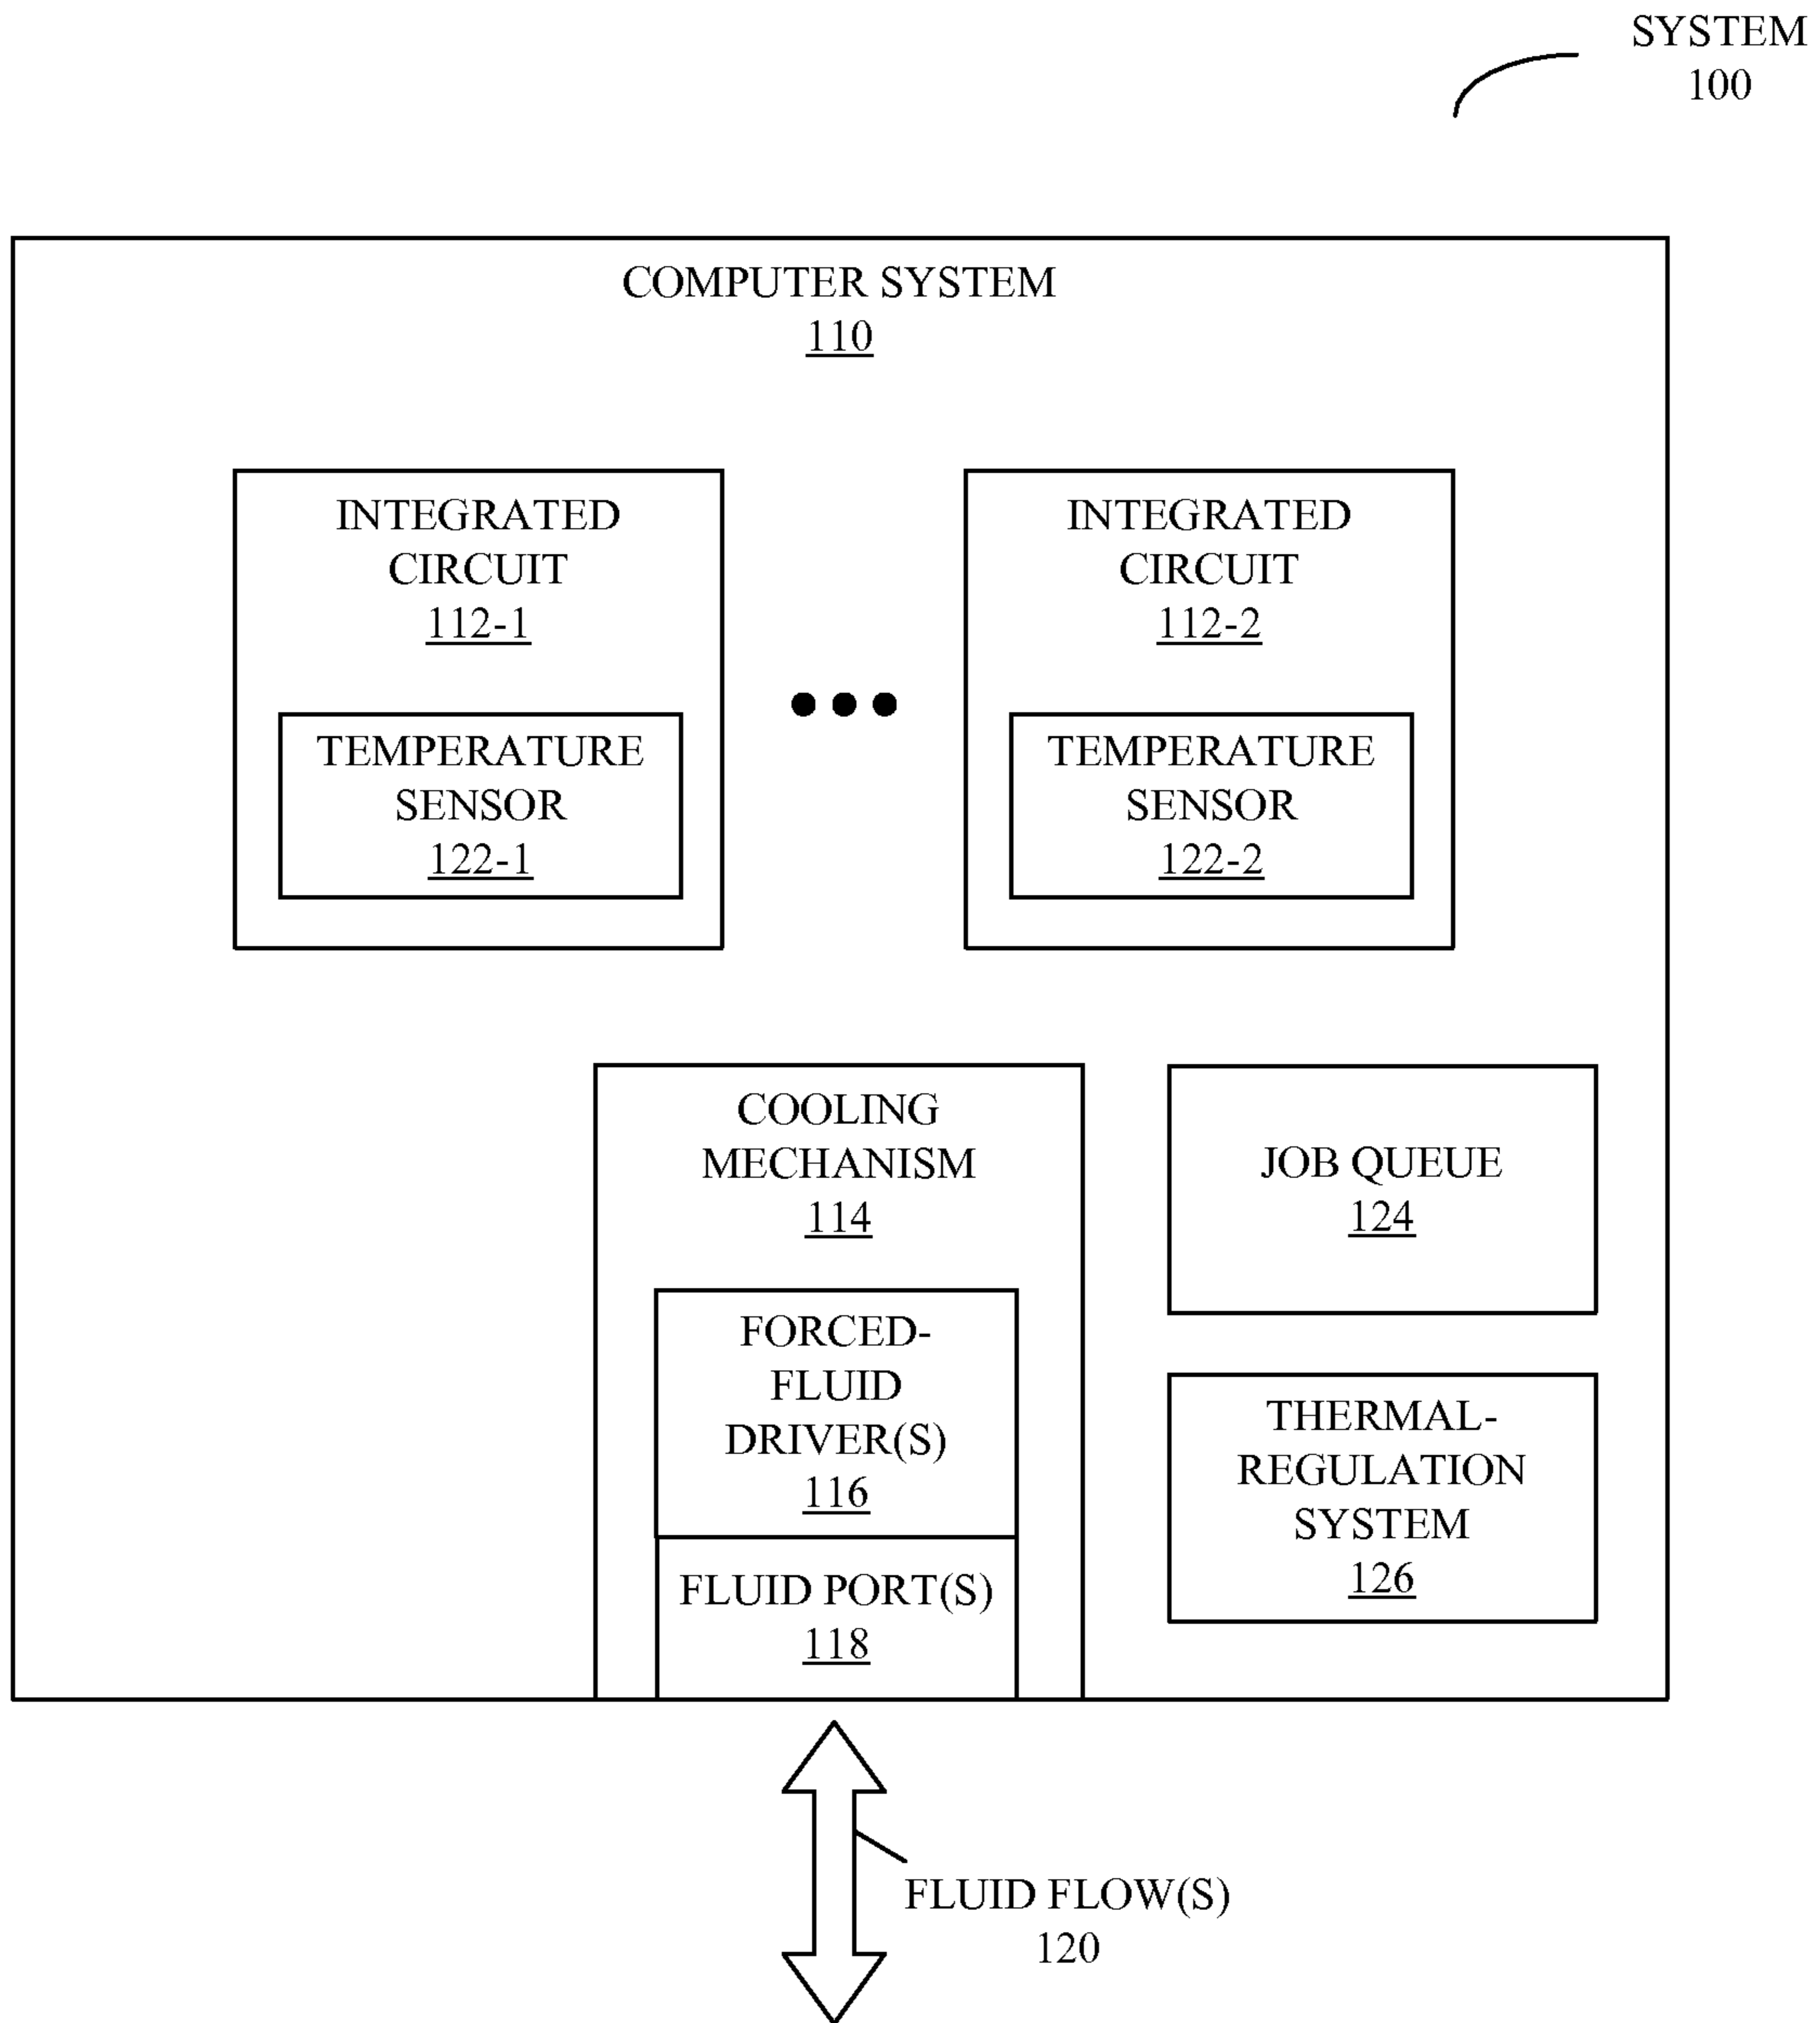 SYSTEM
100
COMPUTER SYSTEM
110
INTEGRATED
CIRCUIT
112-1
TEMPERATURE
SENSOR
122-1
INTEGRATED
CIRCUIT
112-2
TEMPERATURE
SENSOR
122-2
COOLING
MECHANISM
114
FORCED-
FLUID
DRIVER(S)
116
FLUID PORT(S)
118
JOB QUEUE
124
THERMAL-
REGULATION
SYSTEM
126
FLUID FLOW(S)
120